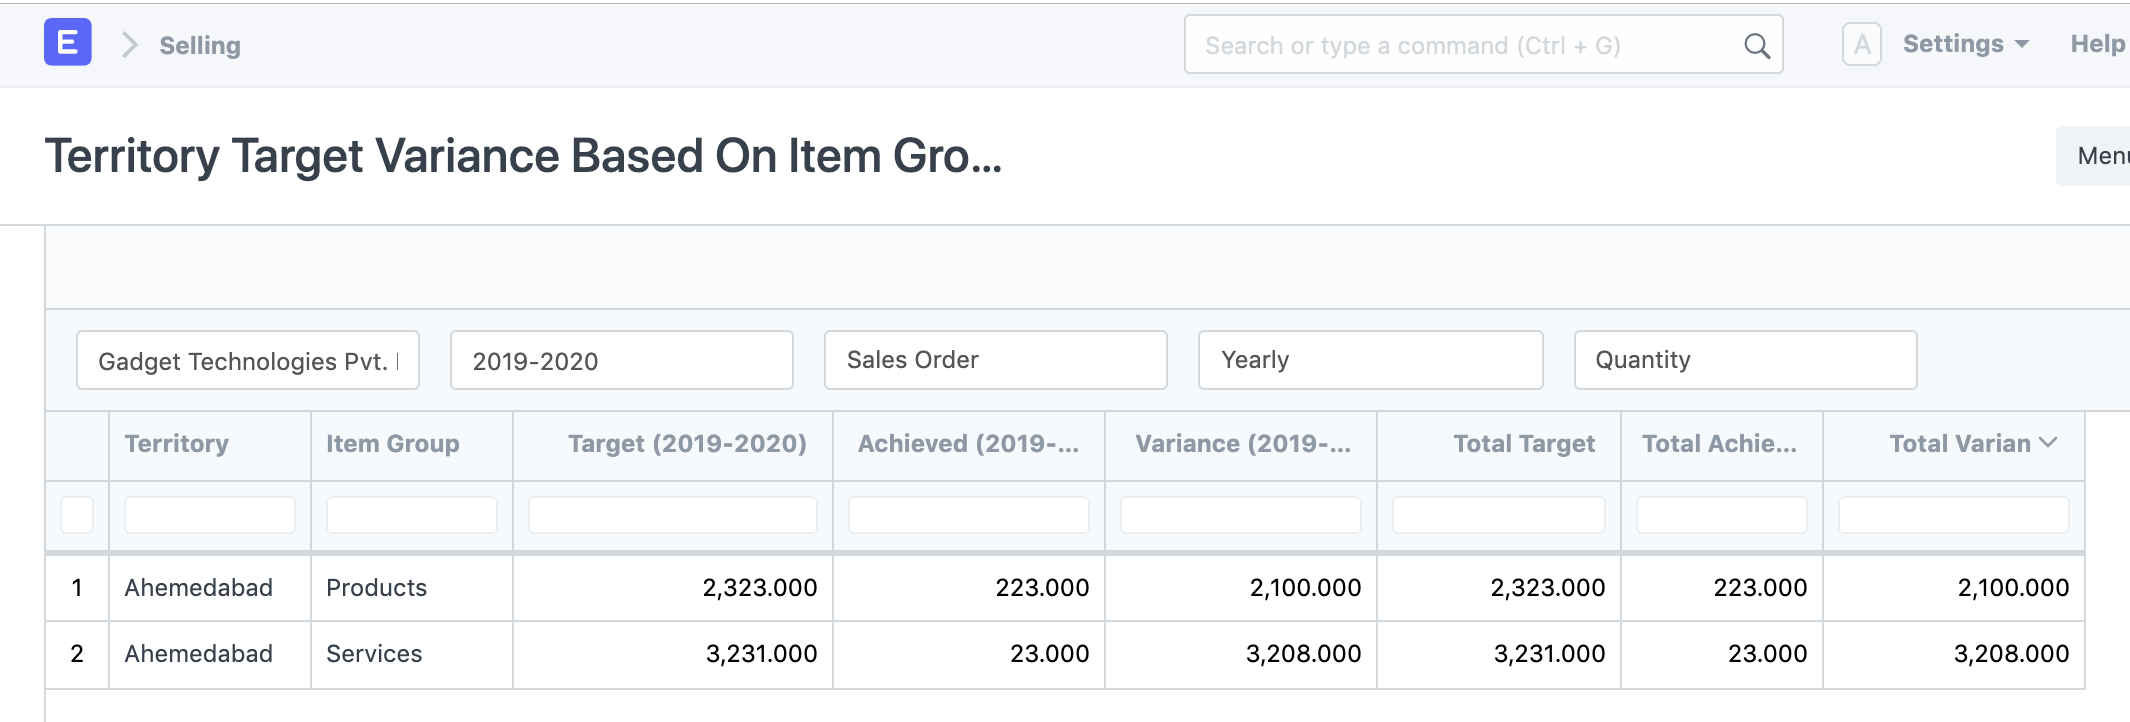 E Selling Search or type a command (Ctrl + G) A Settings Help
Territory Target Variance Based On Item Gro... Menu
Gadget Technologies Pvt. 2019-2020 Sales Order Yearly Quantity
Territory Item Group Target (2019-2020) Achieved (2019-... Variance (2019-... Total Target Total Achie... Total Varian
1 Ahemedabad Products 2,323.000 223.000 2,100.000 2,323.000 223.000 2,100.000
2 Ahemedabad Services 3,231.000 23.000 3,208.000 3,231.000 23.000 3,208.000